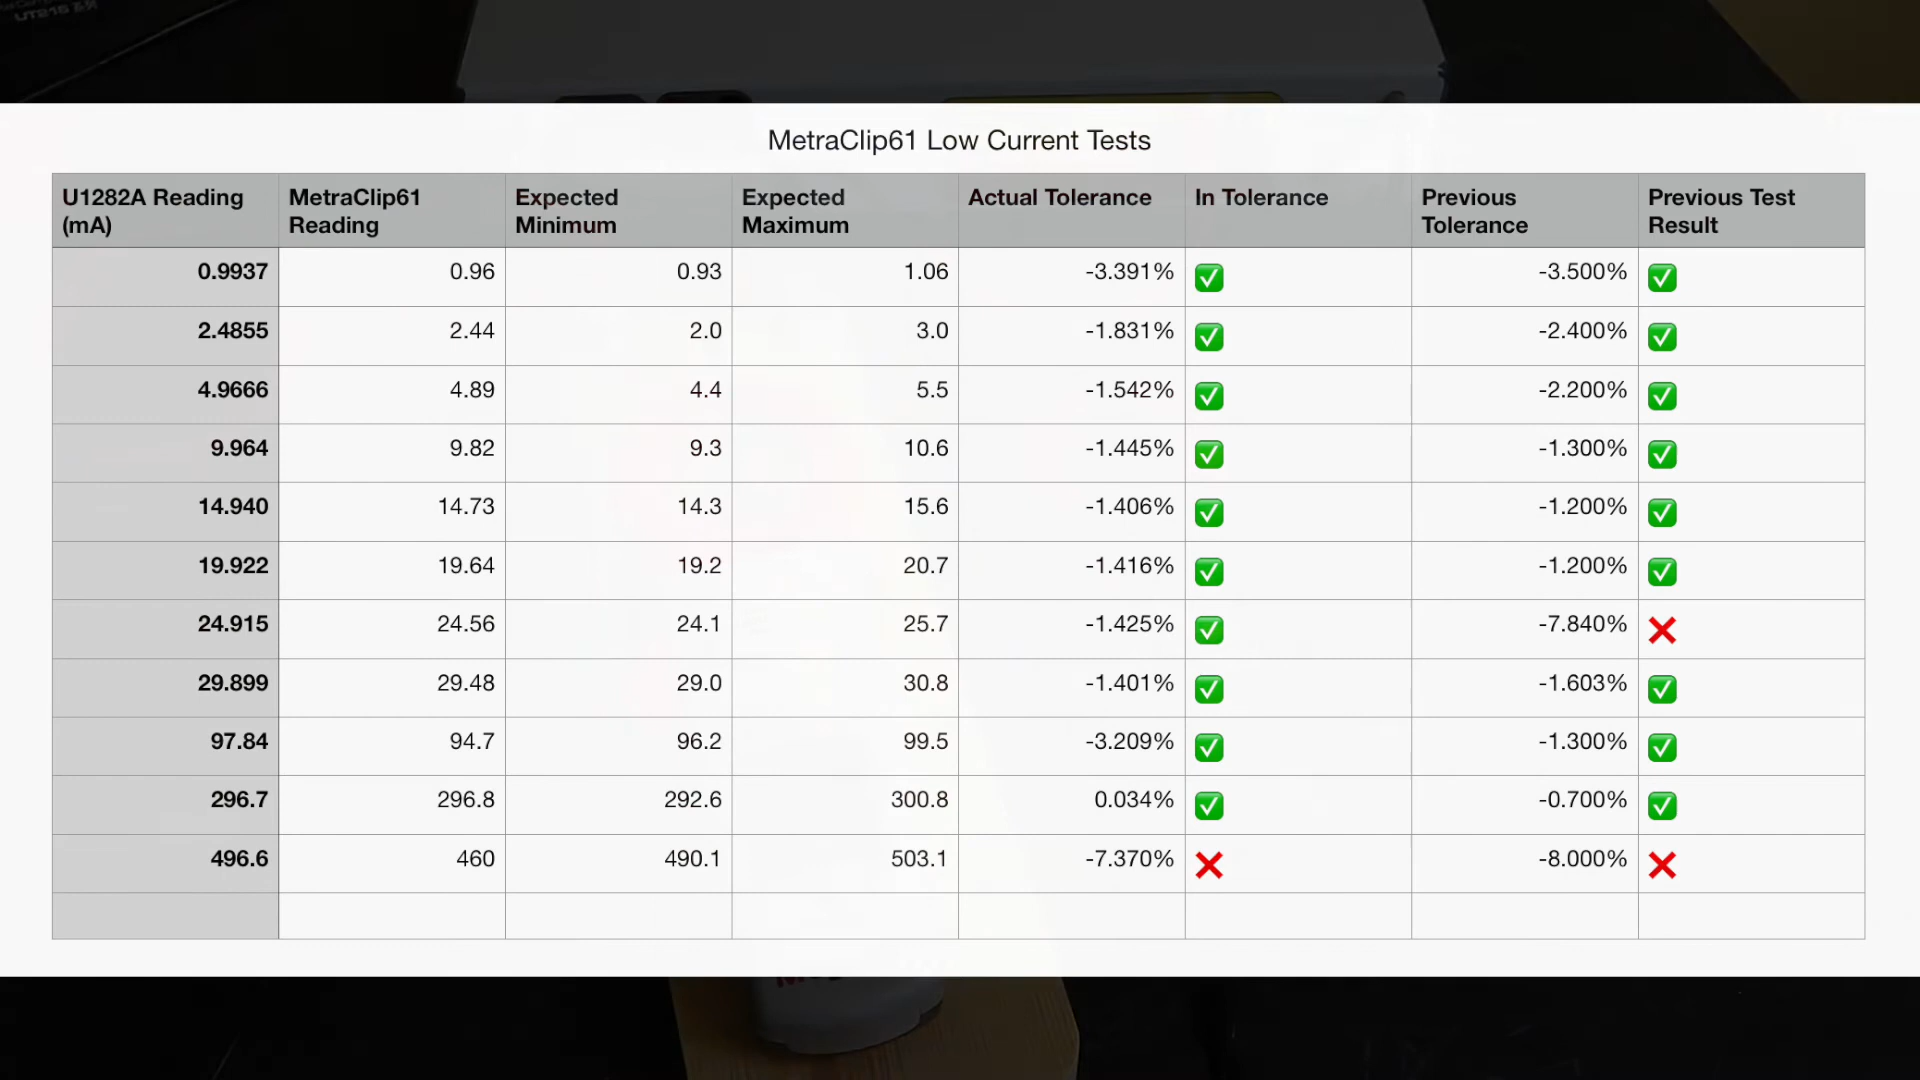 UT215系列
MetraClip61 Low Current Tests
U1282A Reading (mA) MetraClip61 Reading Expected Minimum Expected Maximum Actual Tolerance In Tolerance Previous Tolerance Previous Test Result
0.9937 0.96 0.93 1.06 -3.391% ✅ -3.500% ✅
2.4855 2.44 2.0 3.0 -1.831% ✅ -2.400% ✅
4.9666 4.89 4.4 5.5 -1.542% ✅ -2.200% ✅
9.964 9.82 9.3 10.6 -1.445% ✅ -1.300% ✅
14.940 14.73 14.3 15.6 -1.406% ✅ -1.200% ✅
19.922 19.64 19.2 20.7 -1.416% ✅ -1.200% ✅
24.915 24.56 24.1 25.7 -1.425% ✅ -7.840% ❌
29.899 29.48 29.0 30.8 -1.401% ✅ -1.603% ✅
97.84 94.7 96.2 99.5 -3.209% ✅ -1.300% ✅
296.7 296.8 292.6 300.8 0.034% ✅ -0.700% ✅
496.6 460 490.1 503.1 -7.370% ❌ -8.000% ❌